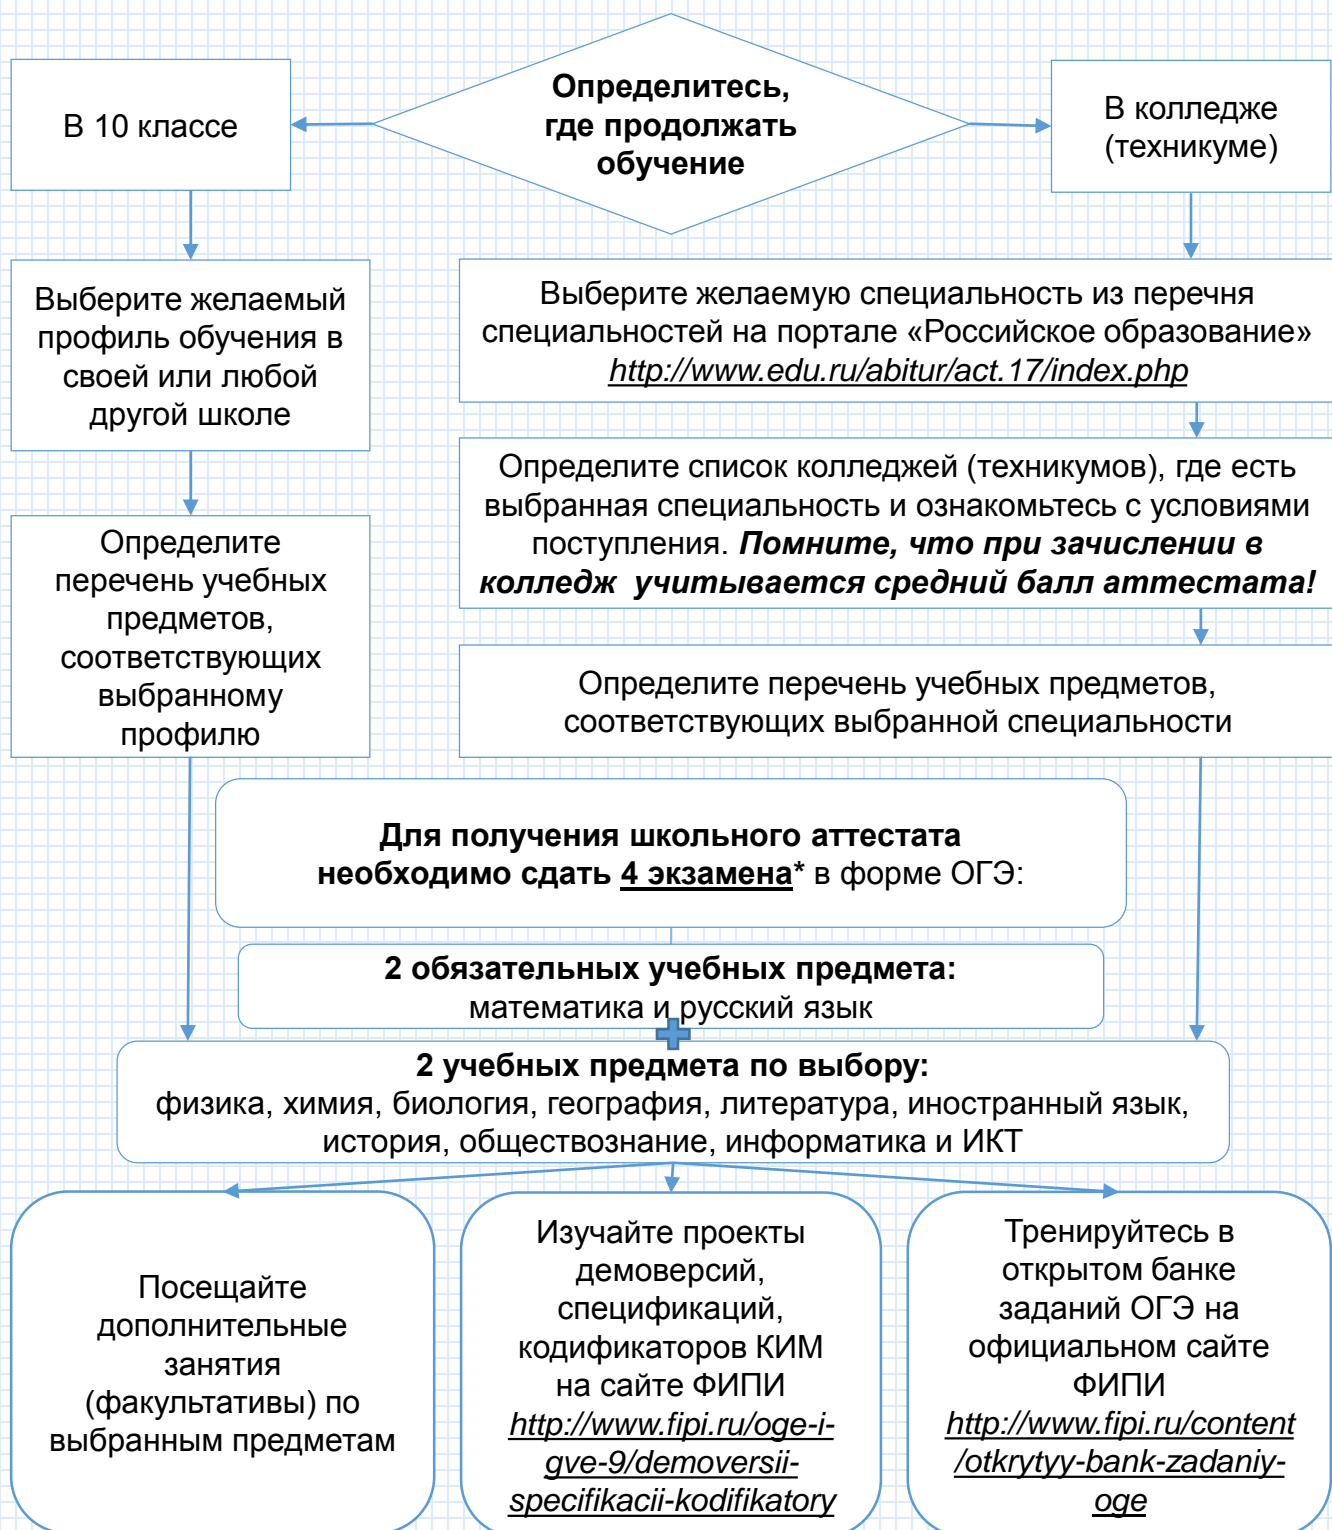 Определитесь,
где продолжать
обучение
В 10 классе
В колледже
(техникуме)
Выберите желаемый
профиль обучения в
своей или любой
другой школе
Выберите желаемую специальность из перечня
специальностей на портале «Российское образование»
http://www.edu.ru/abitur/act.17/index.php
Определите список колледжей (техникумов), где есть
выбранная специальность и ознакомьтесь с условиями
поступления. Помните, что при зачислении в
колледж учитывается средний балл аттестата!
Определите
перечень учебных
предметов,
соответствующих
выбранному
профилю
Определите перечень учебных предметов,
соответствующих выбранной специальности
Для получения школьного аттестата
необходимо сдать 4 экзамена* в форме ОГЭ:
2 обязательных учебных предмета:
математика и русский язык
2 учебных предмета по выбору:
физика, химия, биология, география, литература, иностранный язык,
история, обществознание, информатика и ИКТ
Посещайте
дополнительные
занятия
(факультативы) по
выбранным предметам
Изучайте проекты
демоверсий,
спецификаций,
кодификаторов КИМ
на сайте ФИПИ
http://www.fipi.ru/oge-i-
gve-9/demoversii-
specifikacii-kodifikatory
Тренируйтесь в
открытом банке
заданий ОГЭ на
официальном сайте
ФИПИ
http://www.fipi.ru/content
/otkrytyy-bank-zadaniy-
oge